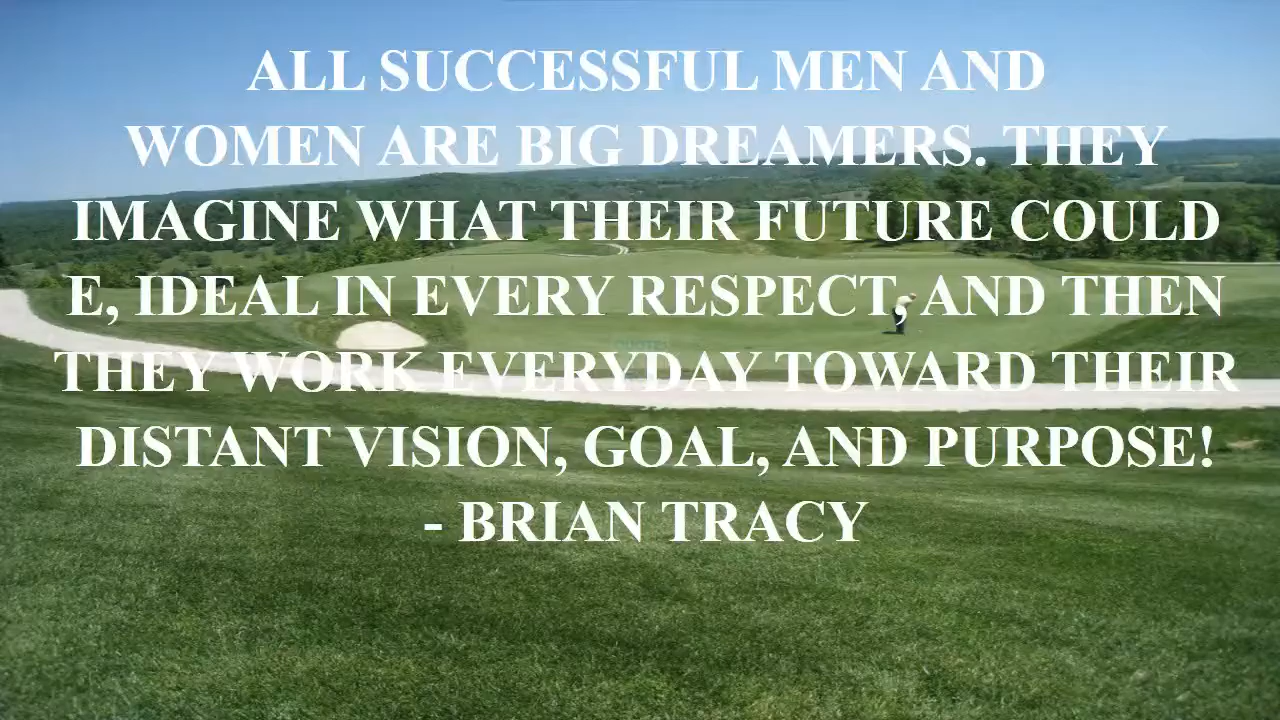 ALL SUCCESSFUL MEN AND
WOMEN ARE BIG DREAMERS. THEY
IMAGINE WHAT THEIR FUTURE COULD
E, IDEAL IN EVERY RESPECT, AND THEN
THEY WORK EVERYDAY TOWARD THEIR
DISTANT VISION, GOAL, AND PURPOSE!
- BRIAN TRACY